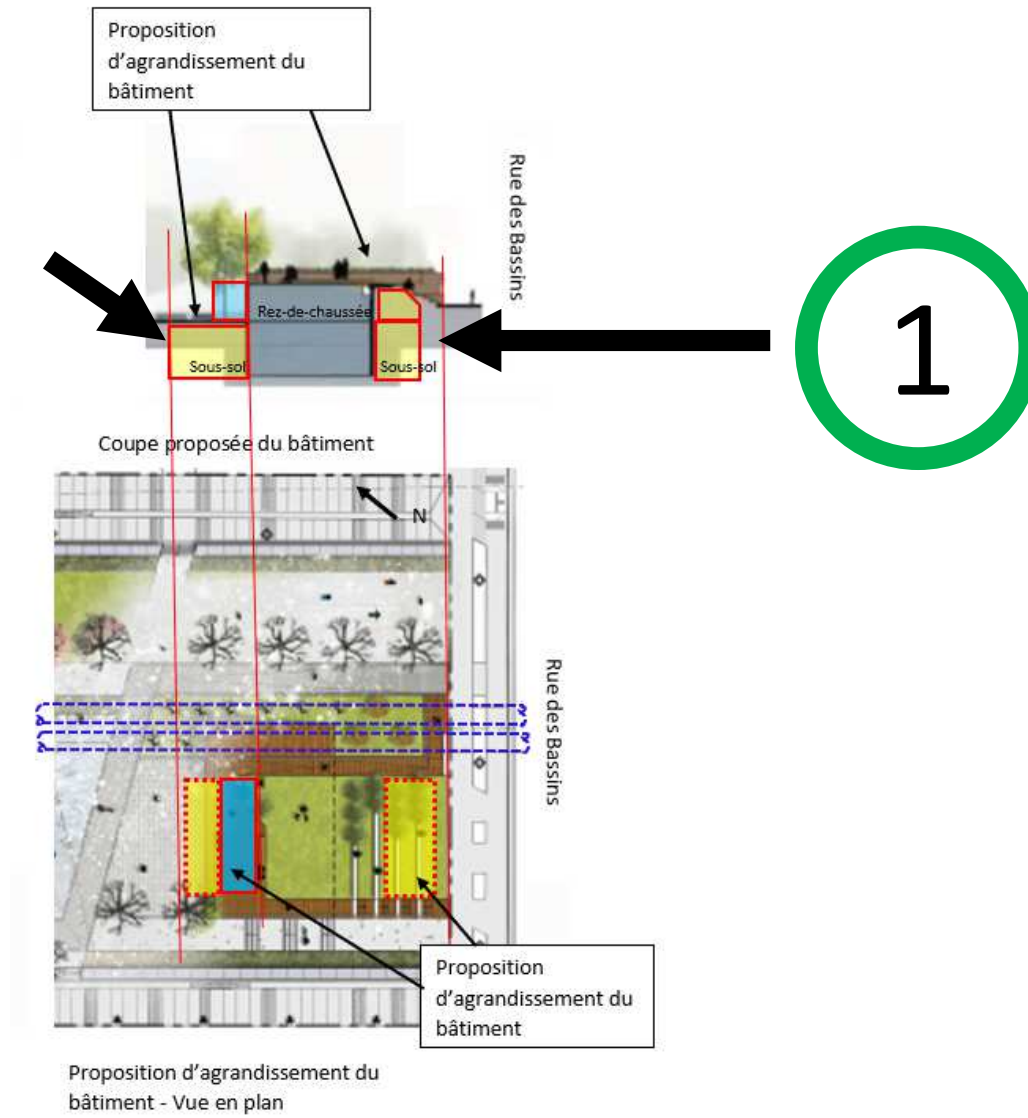 Proposition
d’agrandissement du
bâtiment
Rue des Bassins
Rez-de-chaussée
1
Sous-sol
Sous-sol
Coupe proposée du bâtiment
N
Rue des Bassins
Proposition
d’agrandissement du
bâtiment
Proposition d’agrandissement du
bâtiment - Vue en plan